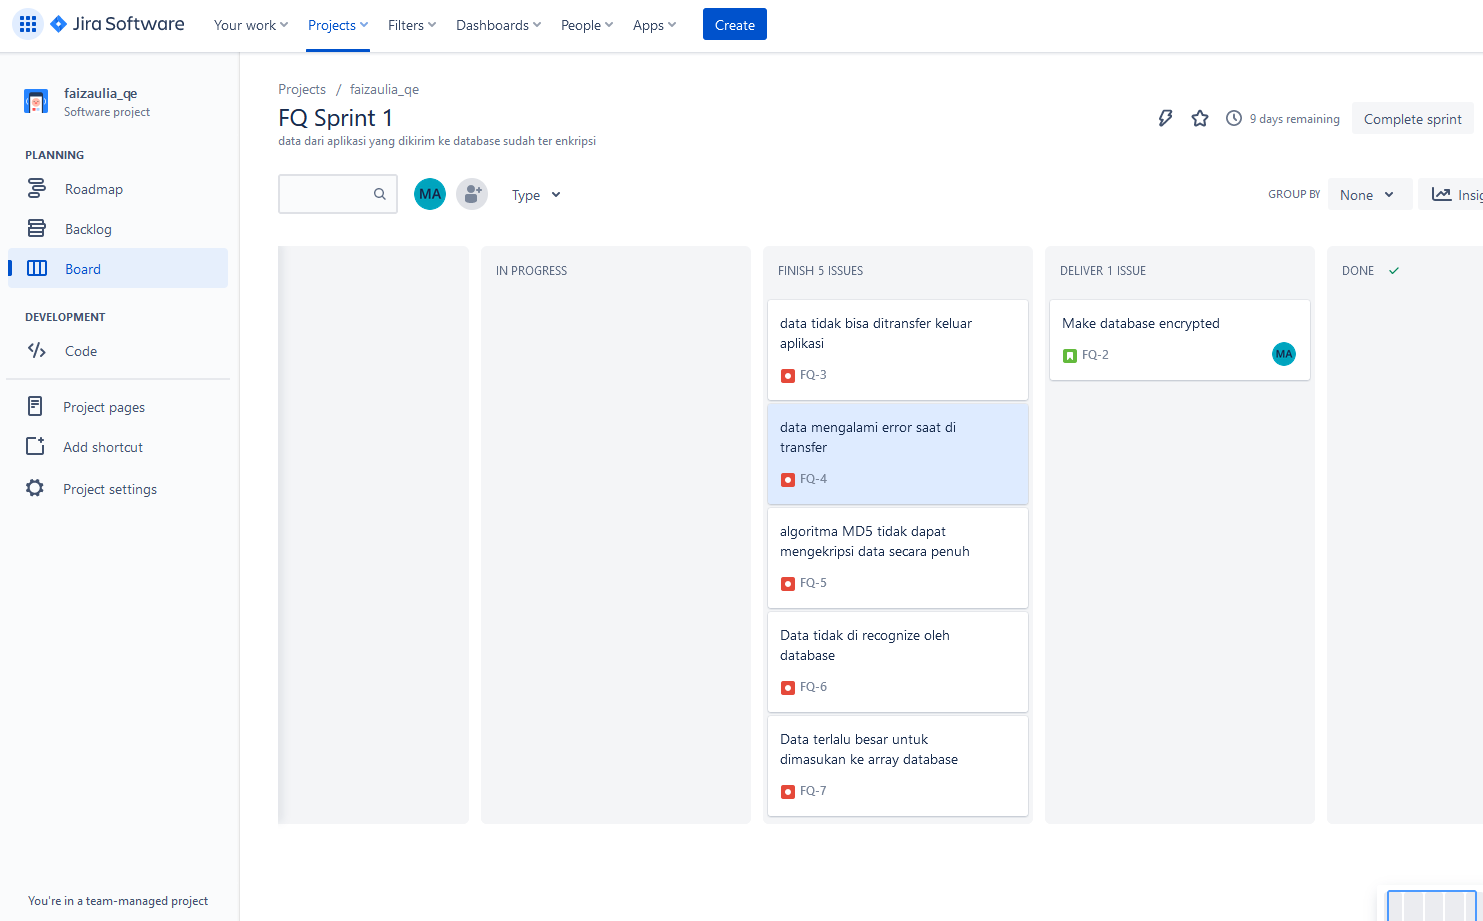 Jira Software
Your work
Projects
Filters
Dashboards
People
Apps
Create
faizaulia_qe
Software project
PLANNING
Roadmap
Backlog
Board
DEVELOPMENT
Code
Project pages
Add shortcut
Project settings
You're in a team-managed project
Projects / faizaulia_qe
FQ Sprint 1
data dari aplikasi yang dikirim ke database sudah ter enkripsi
9 days remaining
Complete sprint
MA
Type
GROUP BY
None
Insig
IN PROGRESS
FINISH 5 ISSUES
data tidak bisa ditransfer keluar
aplikasi
FQ-3
data mengalami error saat di
transfer
FQ-4
algoritma MD5 tidak dapat
mengekripsi data secara penuh
FQ-5
Data tidak di recognize oleh
database
FQ-6
Data terlalu besar untuk
dimasukan ke array database
FQ-7
DELIVER 1 ISSUE
Make database encrypted
FQ-2
MA
DONE